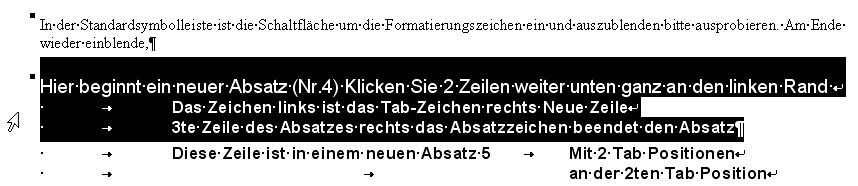 In der Standardsymbolleiste ist die Schaltfläche um die Formatierungszeichen ein und auszublenden bitte ausprobieren. Am Ende
wieder einblende,¶
Hier beginnt ein neuer Absatz (Nr.4) Klicken Sie 2 Zeilen weiter unten ganz an den linken Rand ↵
→ Das Zeichen links ist das Tab-Zeichen rechts Neue Zeile↵
→ 3te Zeile des Absatzes rechts das Absatzzeichen beendet den Absatz¶
→ Diese Zeile ist in einem neuen Absatz 5 → Mit 2 Tab Positionen↵
→ → an der 2ten Tab Position↵